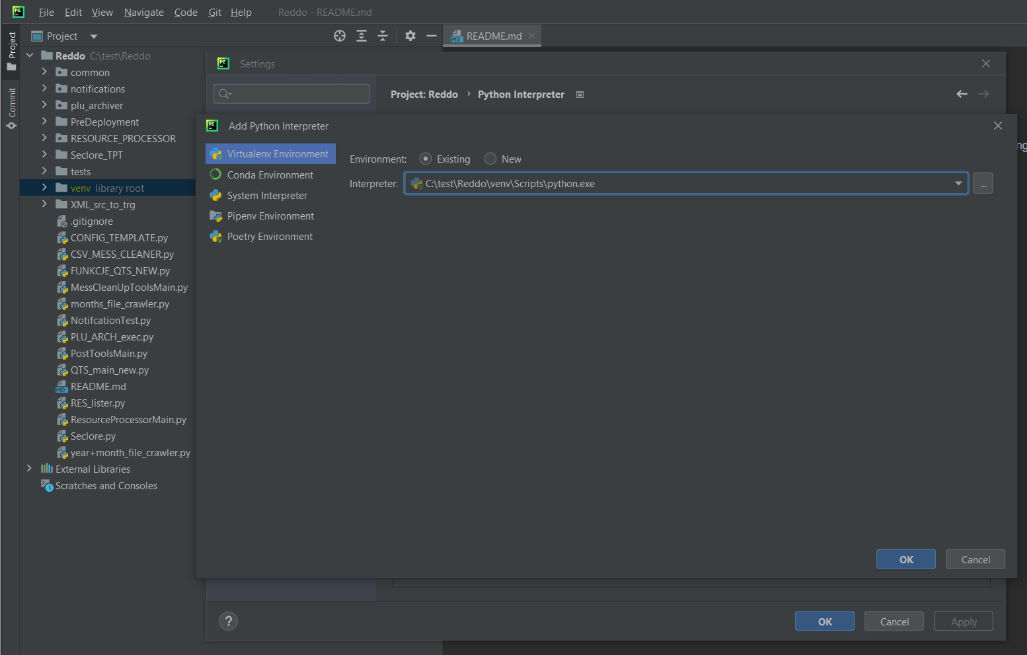 File Edit View Navigate Code Git Help Reddo - README.md
Project
README.md
Project
Commit
Reddo C:\test\Reddo
common
notifications
plu_archiver
PreDeployment
RESOURCE_PROCESSOR
Seclore_TPT
tests
venv library root
XML_src_to_trg
.gitignore
CONFIG_TEMPLATE.py
CSV_MESS_CLEANER.py
FUNKCJE_QTS_NEW.py
MessCleanUpToolsMain.py
months_file_crawler.py
NotifcationTest.py
PLU_ARCH_exec.py
PostToolsMain.py
QTS_main_new.py
README.md
RES_lister.py
ResourceProcessorMain.py
Seclore.py
year+month_file_crawler.py
External Libraries
Scratches and Consoles
Settings
Project: Reddo › Python Interpreter
Add Python Interpreter
Virtualenv Environment
Conda Environment
System Interpreter
Pipenv Environment
Poetry Environment
Environment: Existing New
Interpreter: C:\test\Reddo\venv\Scripts\python.exe ...
OK Cancel
? OK Cancel Apply